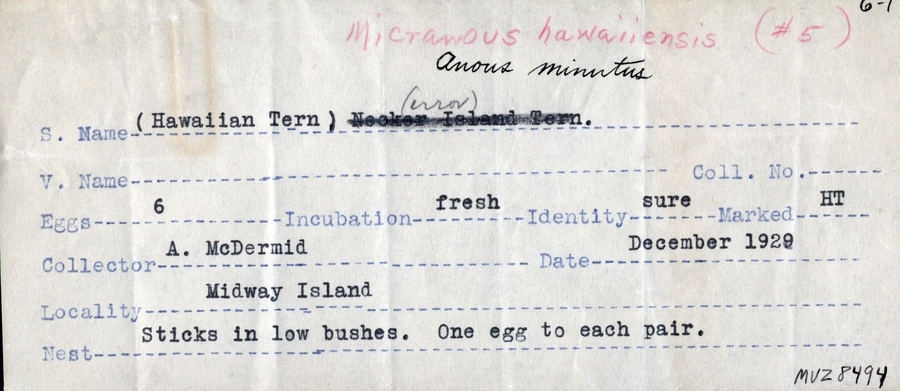 6-1
Micranous hawaiiensis (#5)
Anous minutus
(error)
S. Name (Hawaiian Tern) Necker Island Tern.
V. Name Coll. No.
Eggs 6 Incubation fresh Identity sure Marked HT
Collector A. McDermid Date December 1929
Locality Midway Island
Nest Sticks in low bushes. One egg to each pair.
MVZ 8494